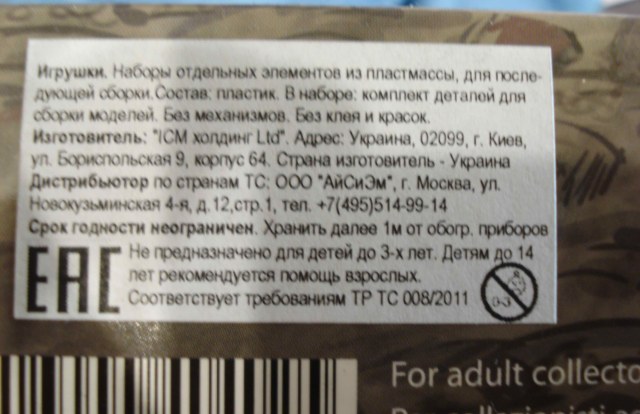 Игрушки. Наборы отдельных элементов из пластмассы, для после-
дующей сборки.Состав: пластик. В наборе: комплект деталей для
сборки моделей. Без механизмов. Без клея и красок.
Изготовитель: "ICM холдинг Ltd". Адрес: Украина, 02099, г. Киев,
ул. Бориспольская 9, корпус 64. Страна изготовитель - Украина
Дистрибьютор по странам ТС: ООО "АйСиЭм", г. Москва, ул.
Новокузьминская 4-я, д.12,стр.1, тел. +7(495)514-99-14
Срок годности неограничен. Хранить далее 1м от обогр. приборов
EAC
Не предназначено для детей до 3-х лет. Детям до 14
лет рекомендуется помощь взрослых.
Соответствует требованиям ТР ТС 008/2011
0-3
For adult collecto